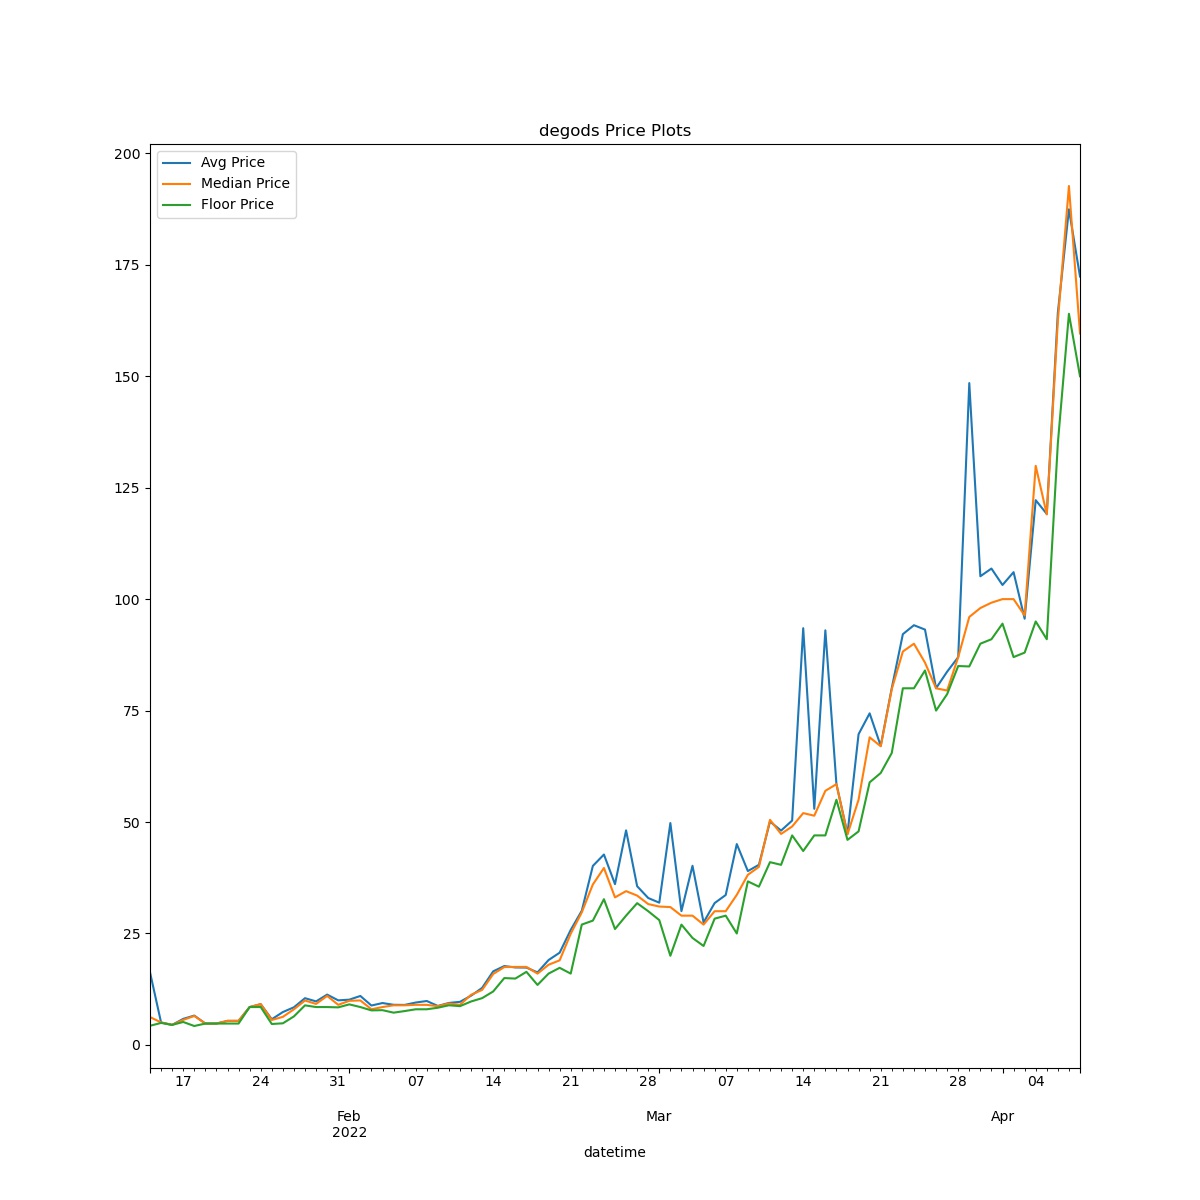 degods Price Plots
200
175
150
125
100
75
50
25
0
Avg Price
Median Price
Floor Price
17 24 31 07 14 21 28 07 14 21 28 04
Feb Mar Apr
2022
datetime